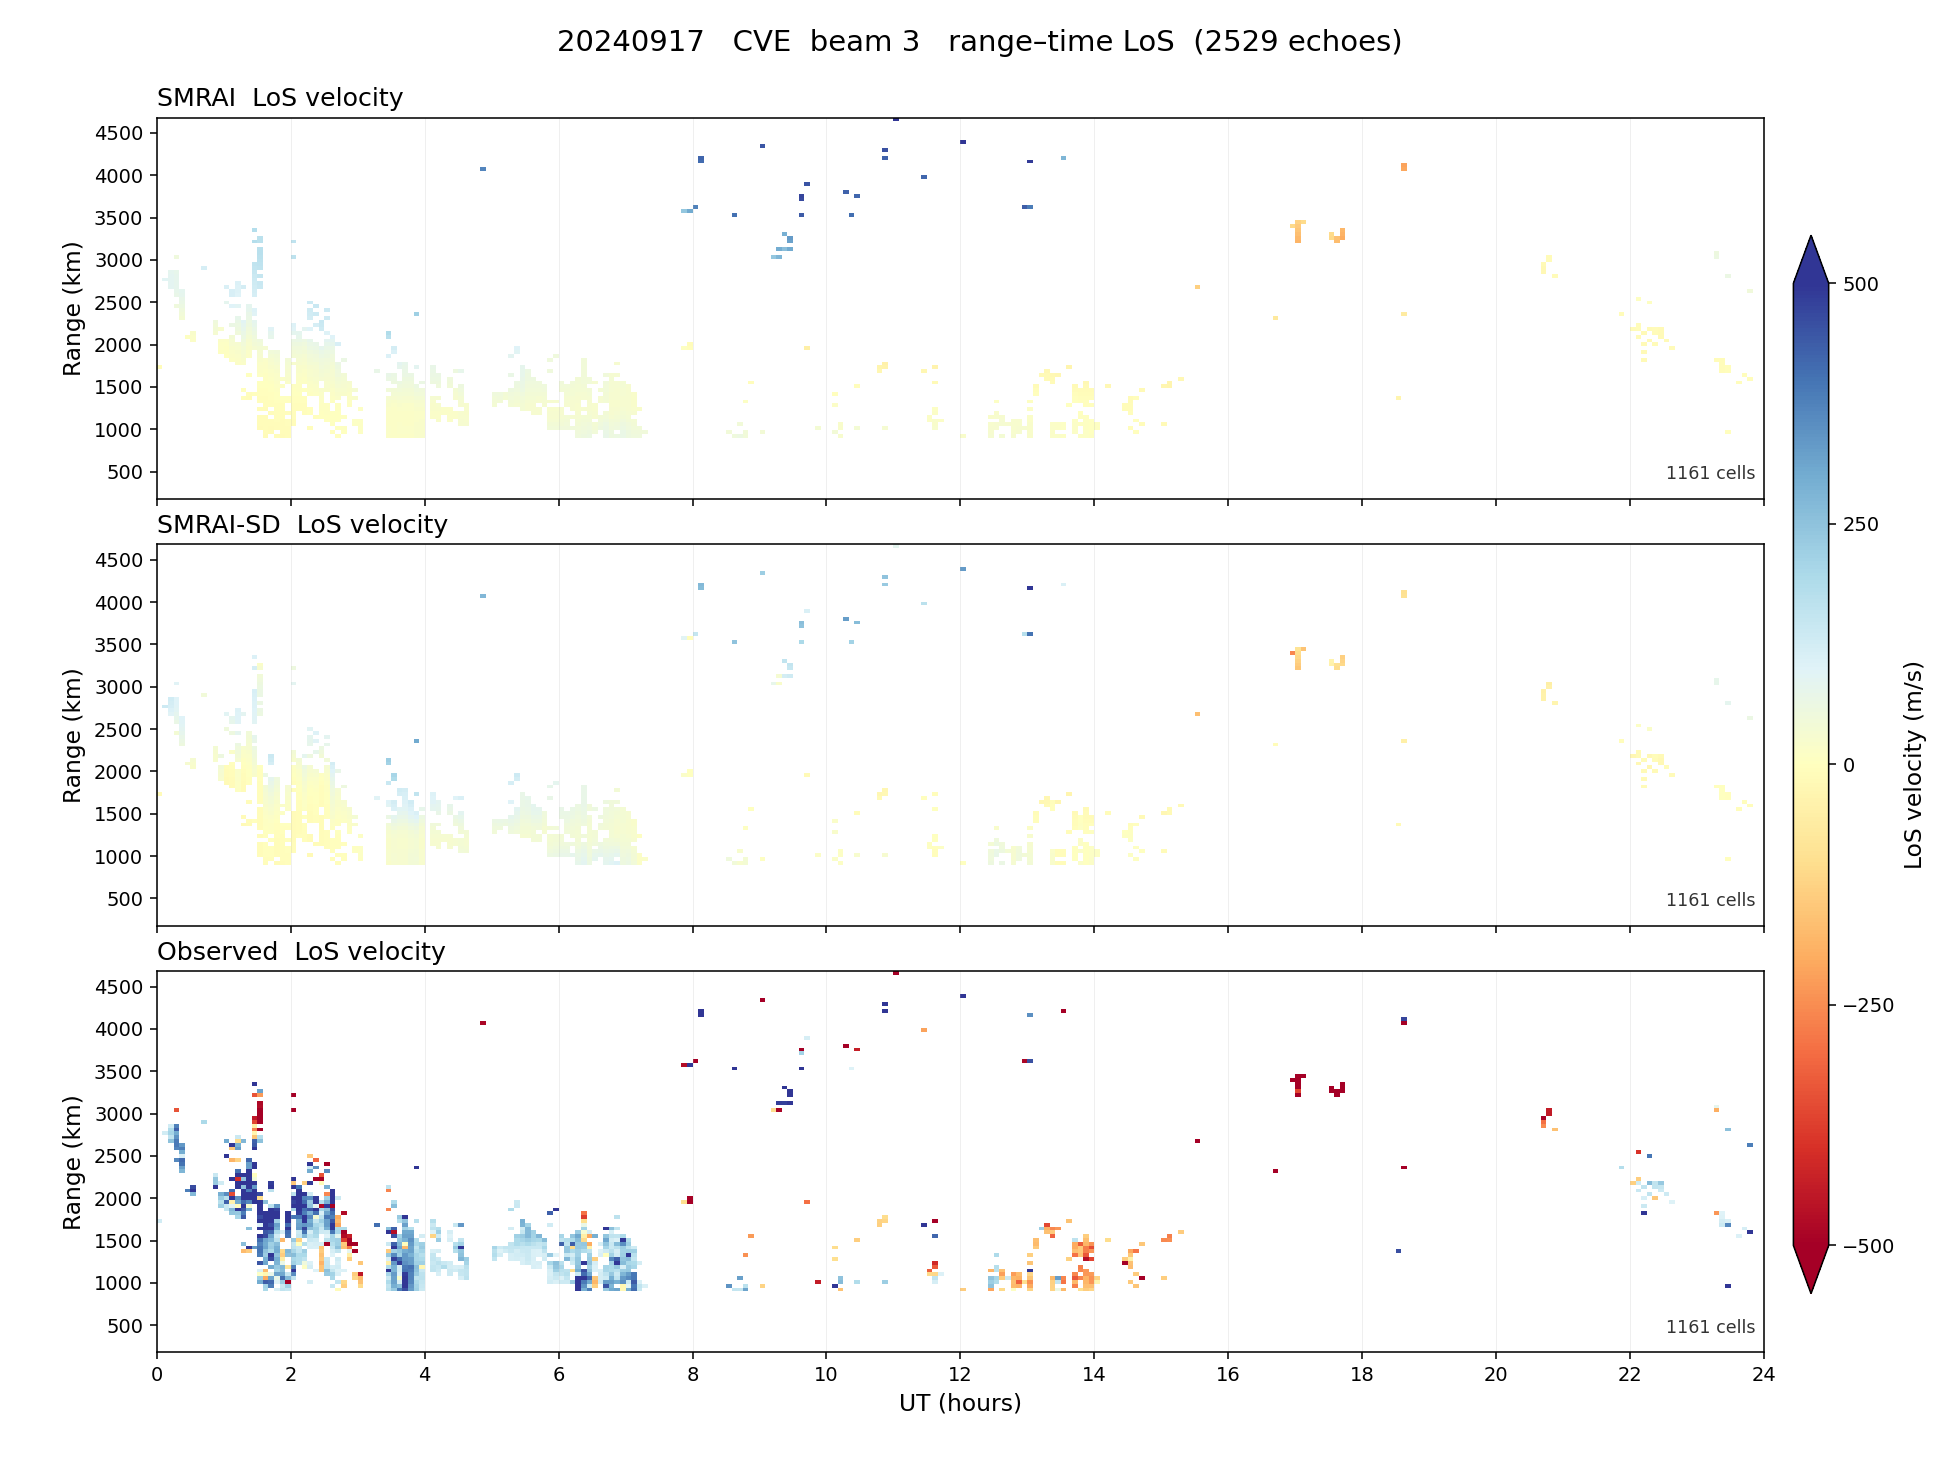 20240917   CVE  beam 3   range–time LoS  (2529 echoes)
SMRAI  LoS velocity
4500
4000
3500
3000
2500
2000
1500
1000
500
Range (km)
1161 cells
SMRAI-SD  LoS velocity
4500
4000
3500
3000
2500
2000
1500
1000
500
Range (km)
1161 cells
Observed  LoS velocity
4500
4000
3500
3000
2500
2000
1500
1000
500
Range (km)
1161 cells
0 2 4 6 8 10 12 14 16 18 20 22 24
UT (hours)
500
250
0
−250
−500
LoS velocity (m/s)